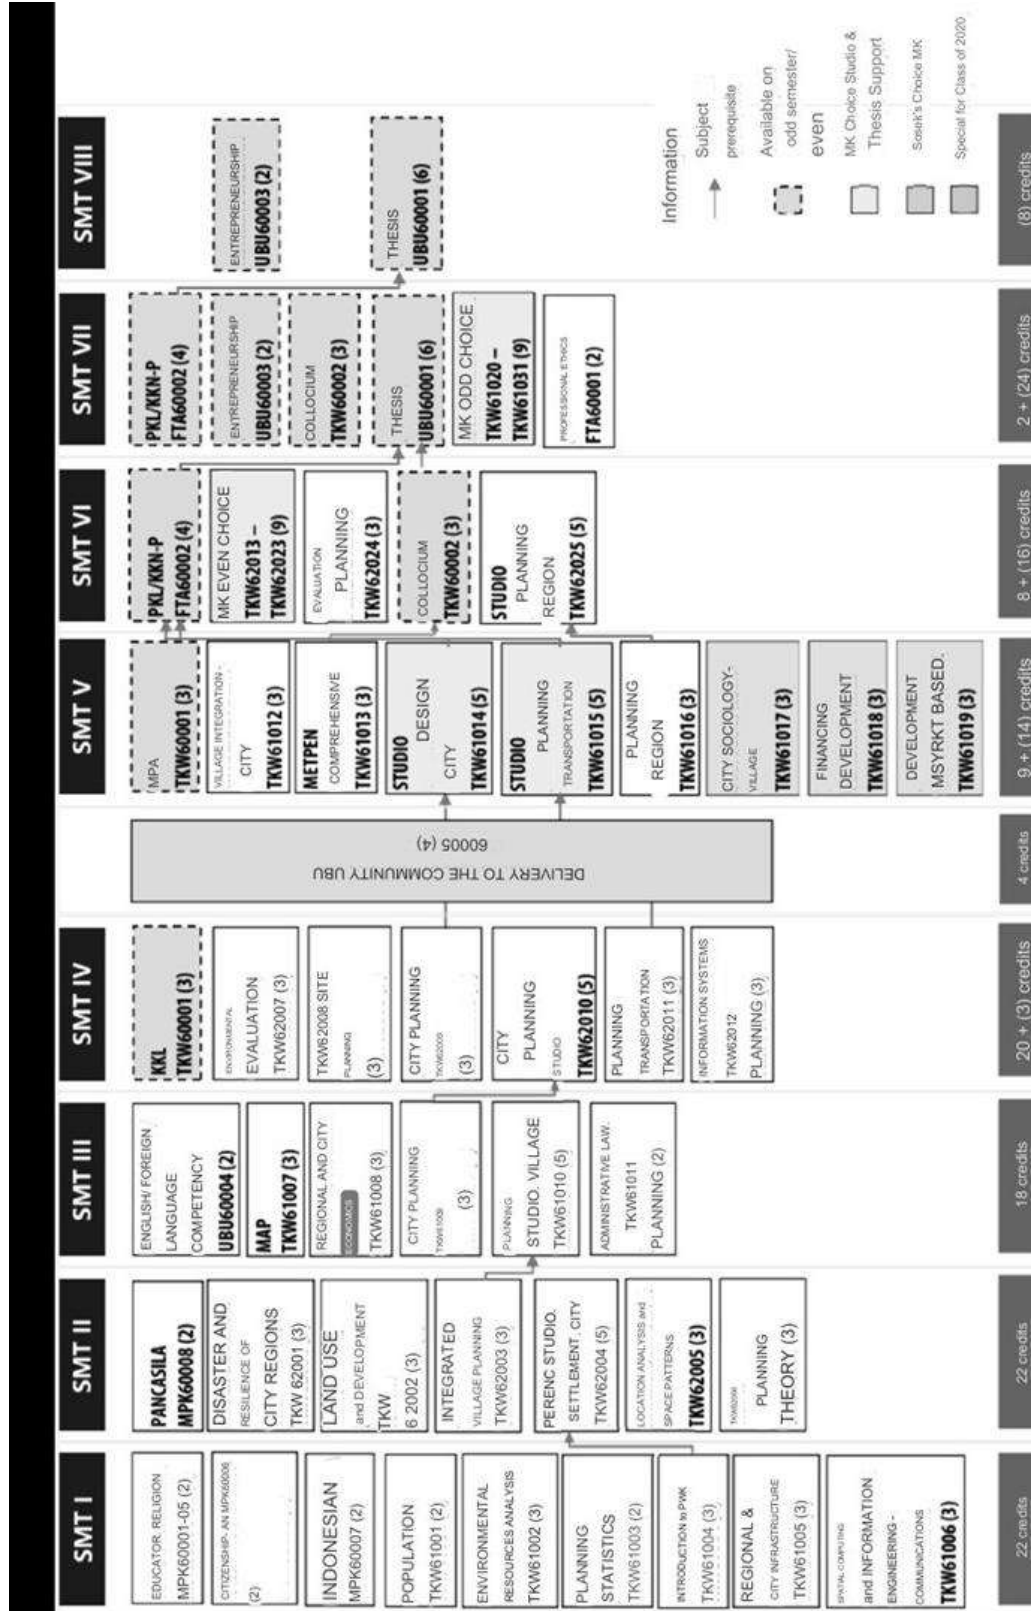 SMT I
EDUCATOR. RELIGION
MPK60001-05 (2)
CITIZENSHIP- AN MPK60006
(2)
INDONESIAN
MPK60007 (2)
POPULATION
TKW61001 (2)
ENVIRONMENTAL
RESOURCES ANALYSIS
TKW61002 (3)
PLANNING
STATISTICS
TKW61003 (2)
INTRODUCTION to PWK
TKW61004 (3)
REGIONAL &
CITY INFRASTRUCTURE
TKW61005 (3)
SPATIAL COMPUTING
and INFORMATION
ENGINEERING -
COMMUNICATIONS
TKW61006 (3)
22 credits
SMT II
PANCASILA
MPK60008 (2)
DISASTER AND
RESILIENCE OF
CITY REGIONS
TKW 62001 (3)
LAND USE
and DEVELOPMENT
TKW
6 2002 (3)
INTEGRATED
VILLAGE PLANNING
TKW62003 (3)
PERENC STUDIO.
SETTLEMENT. CITY
TKW62004 (5)
LOCATION ANALYSIS and
SPACE PATTERNS
TKW62005 (3)
PLANNING
THEORY (3)
22 credits
SMT III
ENGLISH/ FOREIGN
LANGUAGE
COMPETENCY
UBU60004 (2)
MAP
TKW61007 (3)
REGIONAL AND CITY
ECONOMICS
TKW61008 (3)
CITY PLANNING
TKW61009
(3)
PLANNING
STUDIO. VILLAGE
TKW61010 (5)
ADMINISTRATIVE LAW.
TKW61011
PLANNING (2)
18 credits
SMT IV
KKL
TKW60001 (3)
ENVIRONMENTAL
EVALUATION
TKW62007 (3)
TKW62008 SITE
PLANNING
(3)
CITY PLANNING
TKW62009
(3)
CITY
PLANNING
STUDIO
TKW62010 (5)
PLANNING
TRANSPORTATION
TKW62011 (3)
INFORMATION SYSTEMS
TKW62012
PLANNING (3)
20 + (3) credits
DELIVERY TO THE COMMUNITY UBU
60005 (4)
4 credits
SMT V
MPA
TKW60001 (3)
VILLAGE INTEGRATION-
CITY
TKW61012 (3)
METPEN
COMPREHENSIVE
TKW61013 (3)
STUDIO
DESIGN
CITY
TKW61014 (5)
STUDIO
PLANNING
TRANSPORTATION
TKW61015 (5)
PLANNING
REGION
TKW61016 (3)
CITY SOCIOLOGY-
VILLAGE
TKW61017 (3)
FINANCING
DEVELOPMENT
TKW61018 (3)
DEVELOPMENT
MSYRKT BASED.
TKW61019 (3)
9 + (14) credits
SMT VI
PKL/KKN-P
FTA60002 (4)
MK EVEN CHOICE
TKW62013 –
TKW62023 (9)
EVALUATION
PLANNING
TKW62024 (3)
COLLOCIUM
TKW60002 (3)
STUDIO
PLANNING
REGION
TKW62025 (5)
8 + (16) credits
SMT VII
PKL/KKN-P
FTA60002 (4)
ENTREPRENEURSHIP
UBU60003 (2)
COLLOCIUM
TKW60002 (3)
THESIS
UBU60001 (6)
MK ODD CHOICE
TKW61020 –
TKW61031 (9)
PROFESSIONAL ETHICS
FTA60001 (2)
2 + (24) credits
SMT VIII
ENTREPRENEURSHIP
UBU60003 (2)
THESIS
UBU60001 (6)
(8) credits
Information
Subject
prerequisite
Available on
odd semester/
even
MK Choice Studio &
Thesis Support
Sosek's Choice MK
Special for Class of 2020